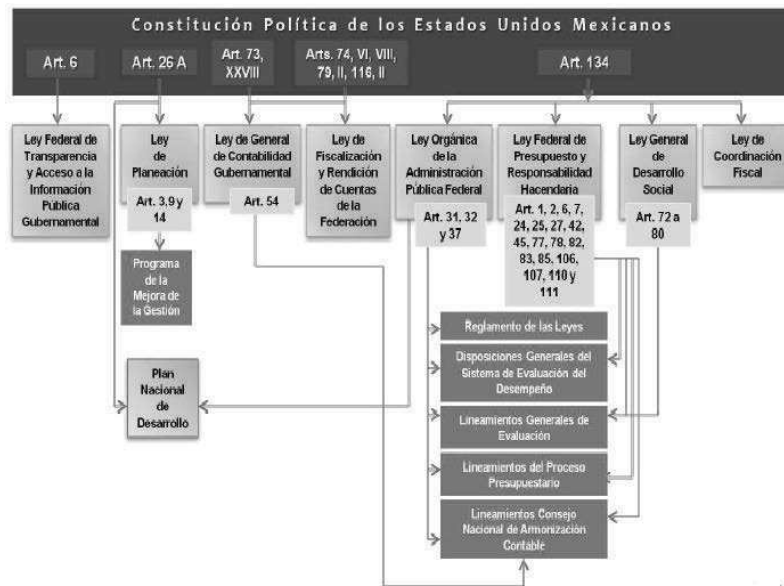 Constitución Política de los Estados Unidos Mexicanos
Art. 6
Art. 26 A
Art. 73,
XXVIII
Arts. 74, VI, VIII,
79, II, 116, II
Art. 134
Ley Federal de
Transparencia
y Acceso a la
Información
Pública
Gubernamental
Ley
de
Planeación
Art. 3,9 y
14
Programa
de la
Mejora de
la Gestión
Ley de General
de Contabilidad
Gubernamental
Art. 54
Ley de
Fiscalización
y Rendición
de Cuentas
de la
Federación
Ley Orgánica
de la
Administración
Pública Federal
Art. 31, 32
y 37
Ley Federal de
Presupuesto y
Responsabilidad
Hacendaria
Art. 1, 2, 6, 7,
24, 25, 27, 42,
45, 77, 78, 82,
83, 85, 106,
107, 110 y
111
Ley General
de
Desarrollo
Social
Art. 72 a
80
Ley de
Coordinación
Fiscal
Plan
Nacional
de
Desarrollo
Reglamento de las Leyes
Disposiciones Generales del
Sistema de Evaluación del
Desempeño
Lineamientos Generales de
Evaluación
Lineamientos del Proceso
Presupuestario
Lineamientos Consejo
Nacional de Armonización
Contable